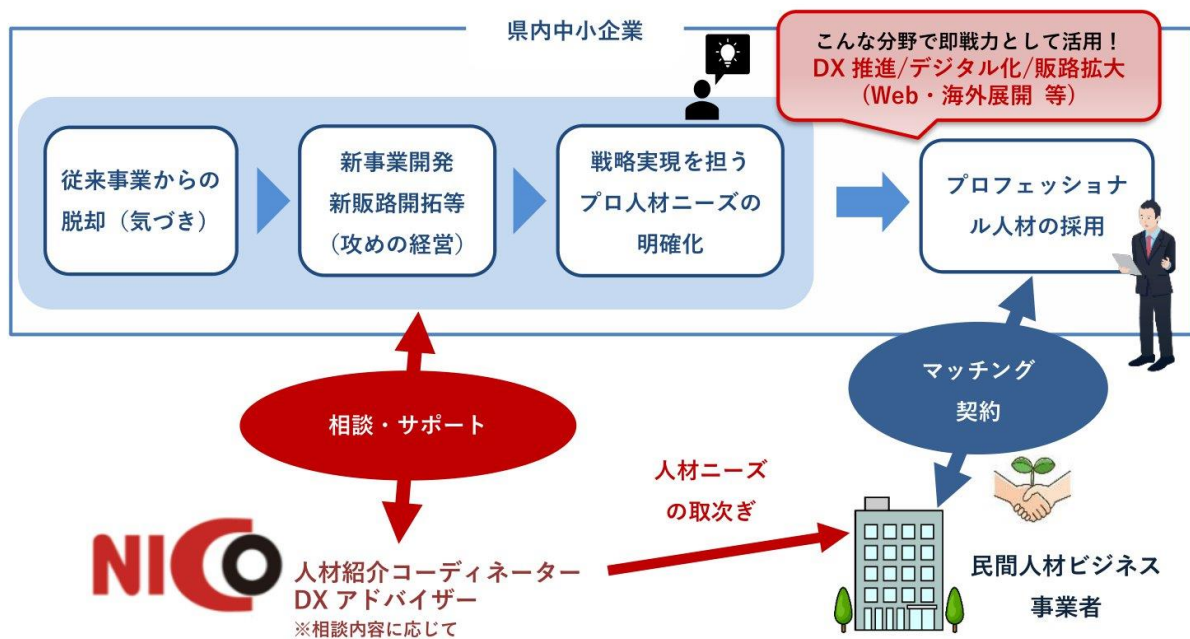 県内中小企業
こんな分野で即戦力として活用！
DX 推進/デジタル化/販路拡大
（Web・海外展開 等）
従来事業からの
脱却（気づき）
新事業開発
新販路開拓等
（攻めの経営）
戦略実現を担う
プロ人材ニーズの
明確化
プロフェッショナ
ル人材の採用
相談・サポート
マッチング
契約
人材ニーズ
の取次ぎ
NICO
人材紹介コーディネーター
DX アドバイザー
※相談内容に応じて
民間人材ビジネス
事業者